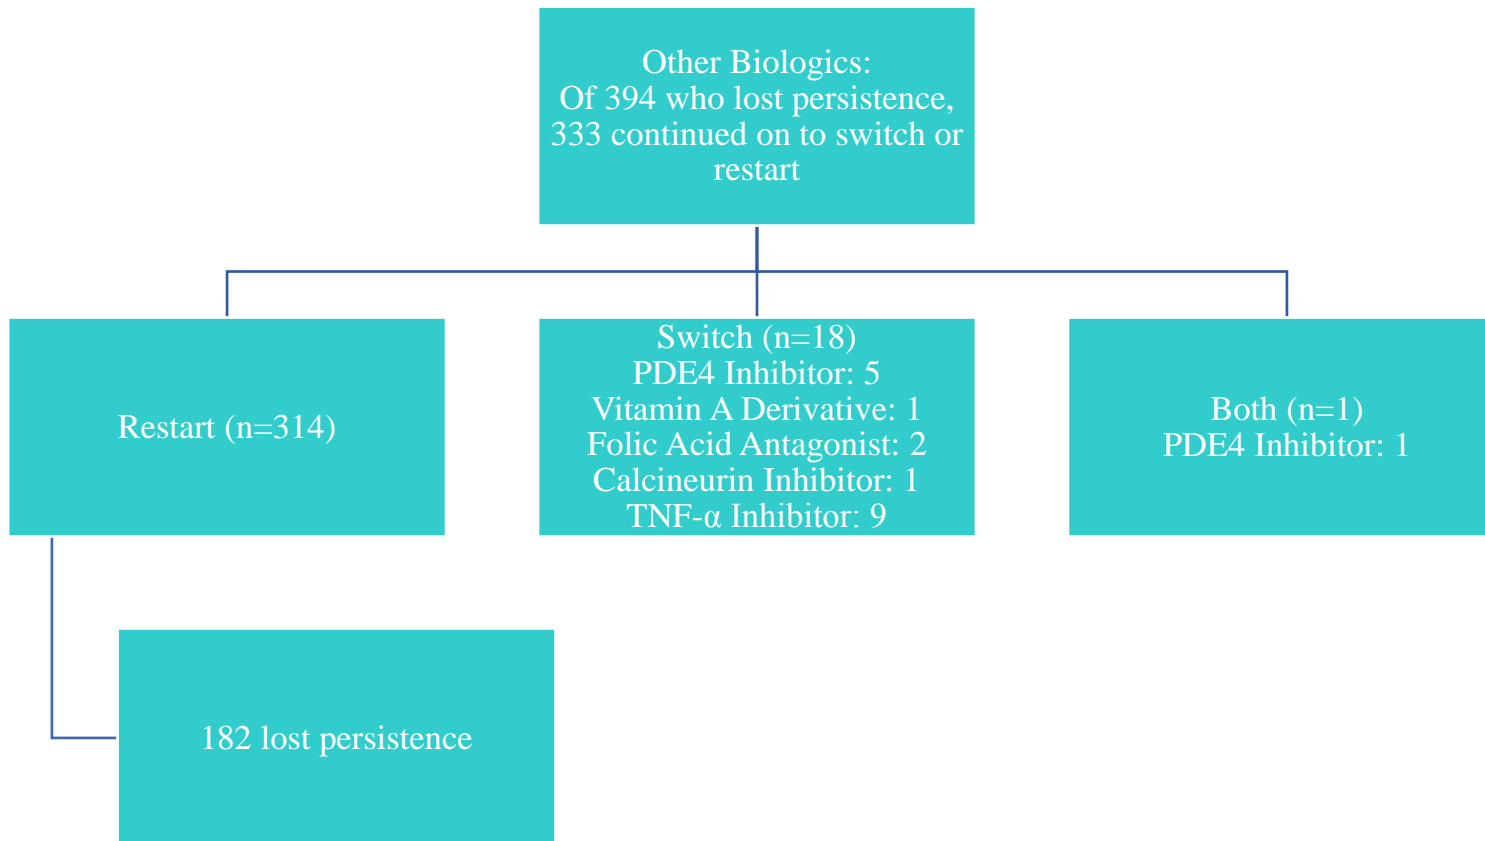 Other Biologics:
Of 394 who lost persistence,
333 continued on to switch or
restart
Restart (n=314)
Switch (n=18)
PDE4 Inhibitor: 5
Vitamin A Derivative: 1
Folic Acid Antagonist: 2
Calcineurin Inhibitor: 1
TNF-α Inhibitor: 9
Both (n=1)
PDE4 Inhibitor: 1
182 lost persistence